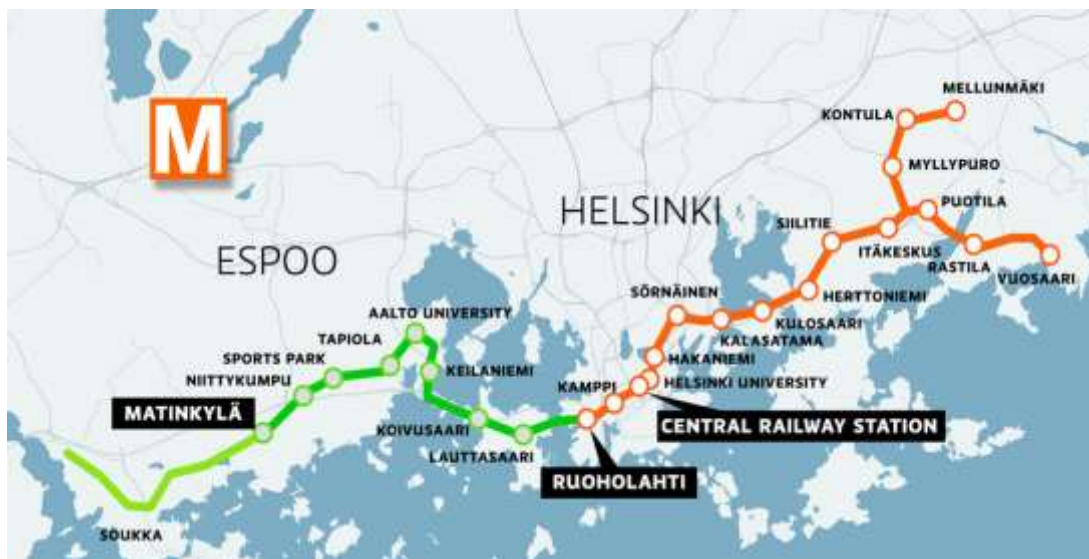 M
MELLUNMÄKI
KONTULA
MYLLYPURO
HELSINKI
PUOTILA
SIILITIE
ITÄKESKUS
RASTILA
VUOSAARI
ESPOO
SÖRNÄINEN
HERTTONIEMI
KULOSAARI
KALASATAMA
AALTO UNIVERSITY
TAPIOLA
SPORTS PARK
HAKANIEMI
KEILANIEMI
NIITTYKUMPU
KAMPPI
HELSINKI UNIVERSITY
MATINKYLÄ
CENTRAL RAILWAY STATION
KOIVUSAARI
LAUTTASAARI
RUOHOLAHTI
SOUKKA